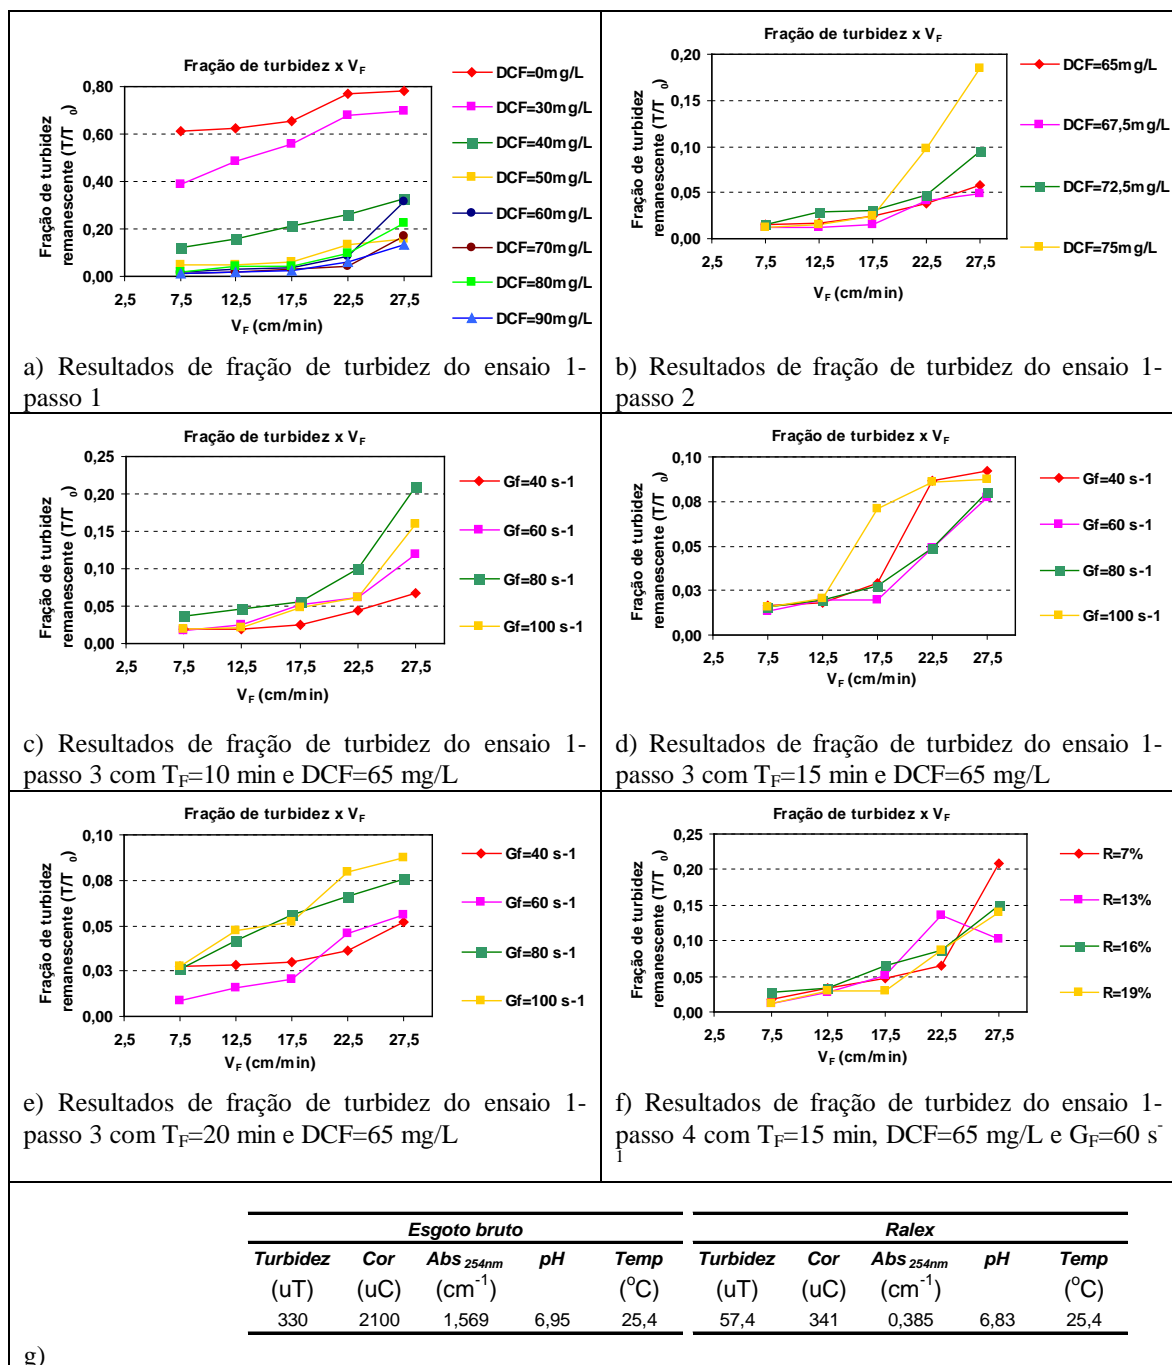 Fração de turbidez x VF
Fração de turbidez
remanescente (T/T 0)
0,80
0,60
0,40
0,20
0,00
2,5 7,5 12,5 17,5 22,5 27,5
VF (cm/min)
DCF=0mg/L
DCF=30mg/L
DCF=40mg/L
DCF=50mg/L
DCF=60mg/L
DCF=70mg/L
DCF=80mg/L
DCF=90mg/L
a) Resultados de fração de turbidez do ensaio 1-
passo 1
Fração de turbidez x VF
Fração de turbidez
remanescente (T/T 0)
0,20
0,15
0,10
0,05
0,00
2,5 7,5 12,5 17,5 22,5 27,5
VF (cm/min)
DCF=65mg/L
DCF=67,5mg/L
DCF=72,5mg/L
DCF=75mg/L
b) Resultados de fração de turbidez do ensaio 1-
passo 2
Fração de turbidez x VF
Fração de turbidez
remanescente (T/T 0)
0,25
0,20
0,15
0,10
0,05
0,00
2,5 7,5 12,5 17,5 22,5 27,5
VF (cm/min)
Gf=40 s-1
Gf=60 s-1
Gf=80 s-1
Gf=100 s-1
c) Resultados de fração de turbidez do ensaio 1-
passo 3 com TF=10 min e DCF=65 mg/L
Fração de turbidez x VF
Fração de turbidez
remanescente (T/T 0)
0,10
0,08
0,05
0,03
0,00
2,5 7,5 12,5 17,5 22,5 27,5
VF (cm/min)
Gf=40 s-1
Gf=60 s-1
Gf=80 s-1
Gf=100 s-1
d) Resultados de fração de turbidez do ensaio 1-
passo 3 com TF=15 min e DCF=65 mg/L
Fração de turbidez x VF
Fração de turbidez
remanescente (T/T 0)
0,10
0,08
0,05
0,03
0,00
2,5 7,5 12,5 17,5 22,5 27,5
VF (cm/min)
Gf=40 s-1
Gf=60 s-1
Gf=80 s-1
Gf=100 s-1
e) Resultados de fração de turbidez do ensaio 1-
passo 3 com TF=20 min e DCF=65 mg/L
Fração de turbidez x VF
Fração de turbidez
remanescente (T/T 0)
0,25
0,20
0,15
0,10
0,05
0,00
2,5 7,5 12,5 17,5 22,5 27,5
VF (cm/min)
R=7%
R=13%
R=16%
R=19%
f) Resultados de fração de turbidez do ensaio 1-
passo 4 com TF=15 min, DCF=65 mg/L e GF=60 s-
1
Esgoto bruto Ralex
Turbidez Cor Abs 254nm pH Temp Turbidez Cor Abs 254nm pH Temp
(uT) (uC) (cm-1) (oC) (uT) (uC) (cm-1) (oC)
330 2100 1,569 6,95 25,4 57,4 341 0,385 6,83 25,4
g)